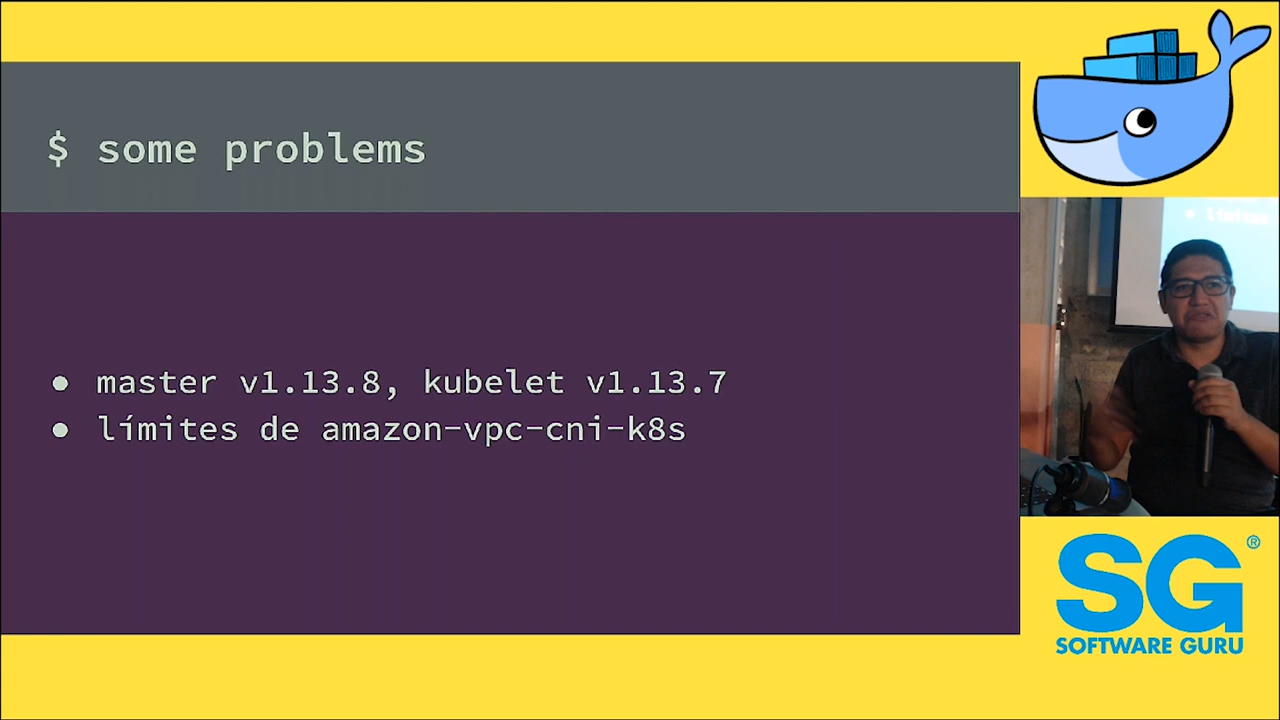 $ some problems
● master v1.13.8, kubelet v1.13.7
● límites de amazon-vpc-cni-k8s
límites
SG®
SOFTWARE GURU